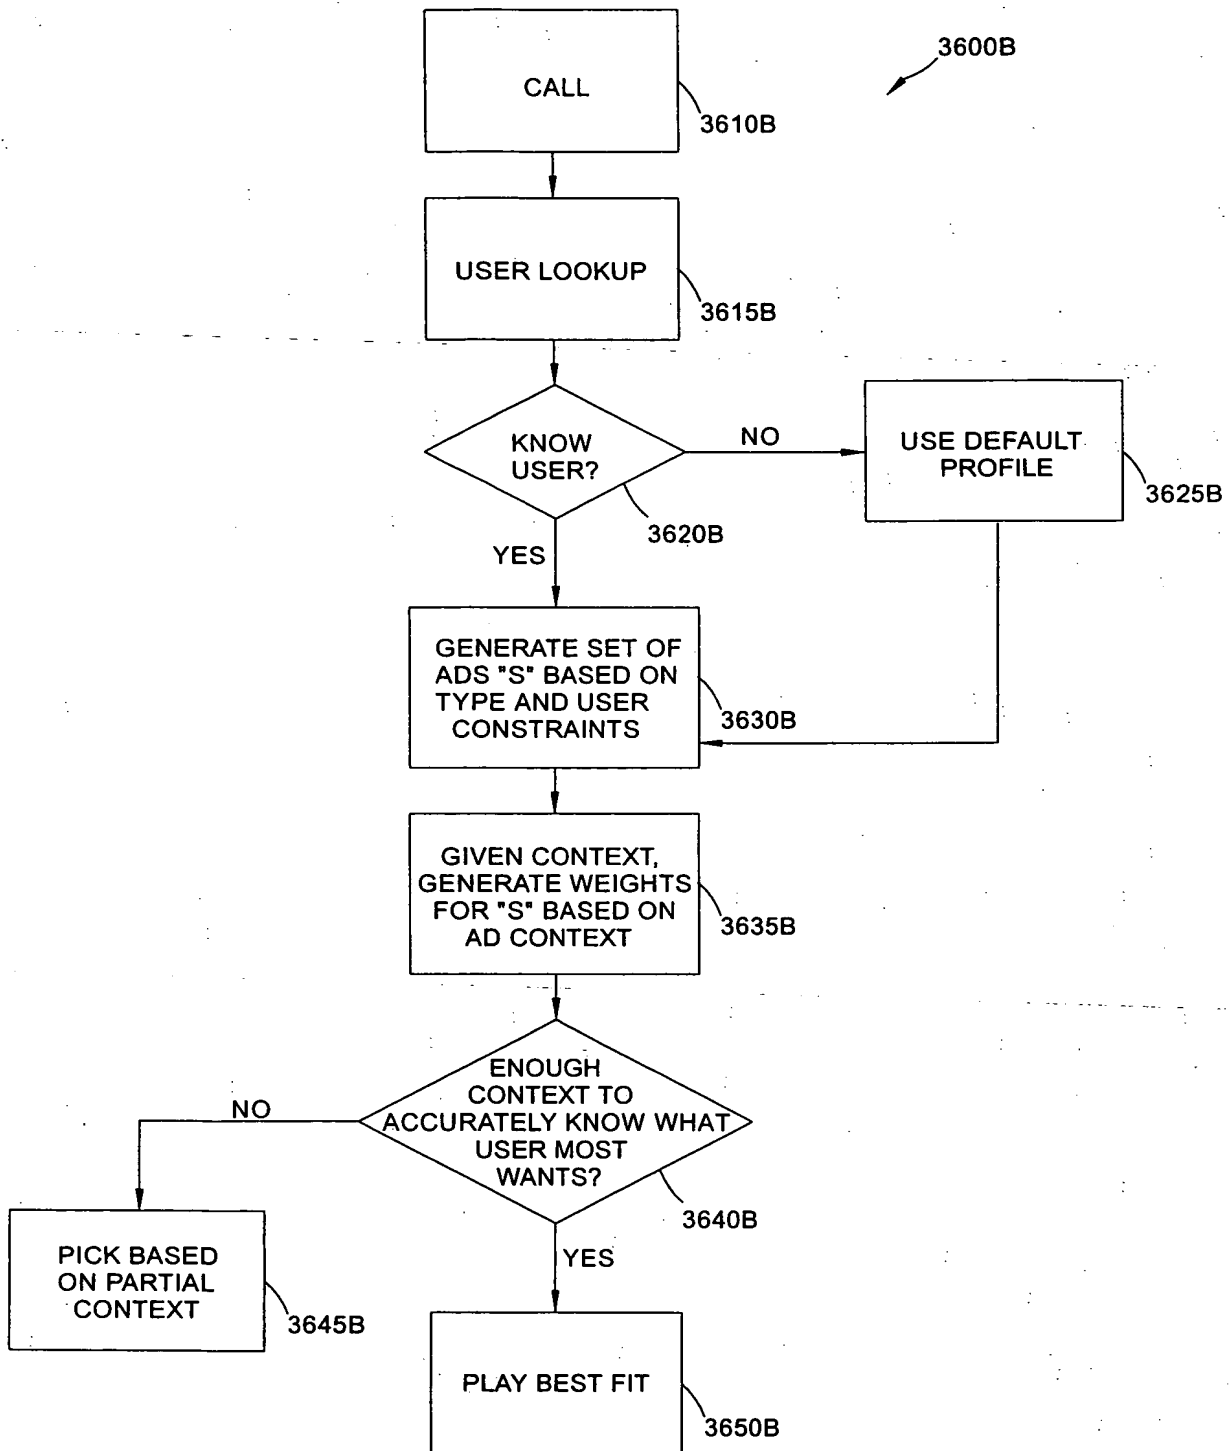 3600B
CALL
3610B
USER LOOKUP
3615B
KNOW
USER?
NO
3620B
YES
USE DEFAULT
PROFILE
3625B
GENERATE SET OF
ADS "S" BASED ON
TYPE AND USER
CONSTRAINTS
3630B
GIVEN CONTEXT,
GENERATE WEIGHTS
FOR "S" BASED ON
AD CONTEXT
3635B
ENOUGH
CONTEXT TO
ACCURATELY KNOW WHAT
USER MOST
WANTS?
3640B
NO
YES
PICK BASED
ON PARTIAL
CONTEXT
3645B
PLAY BEST FIT
3650B